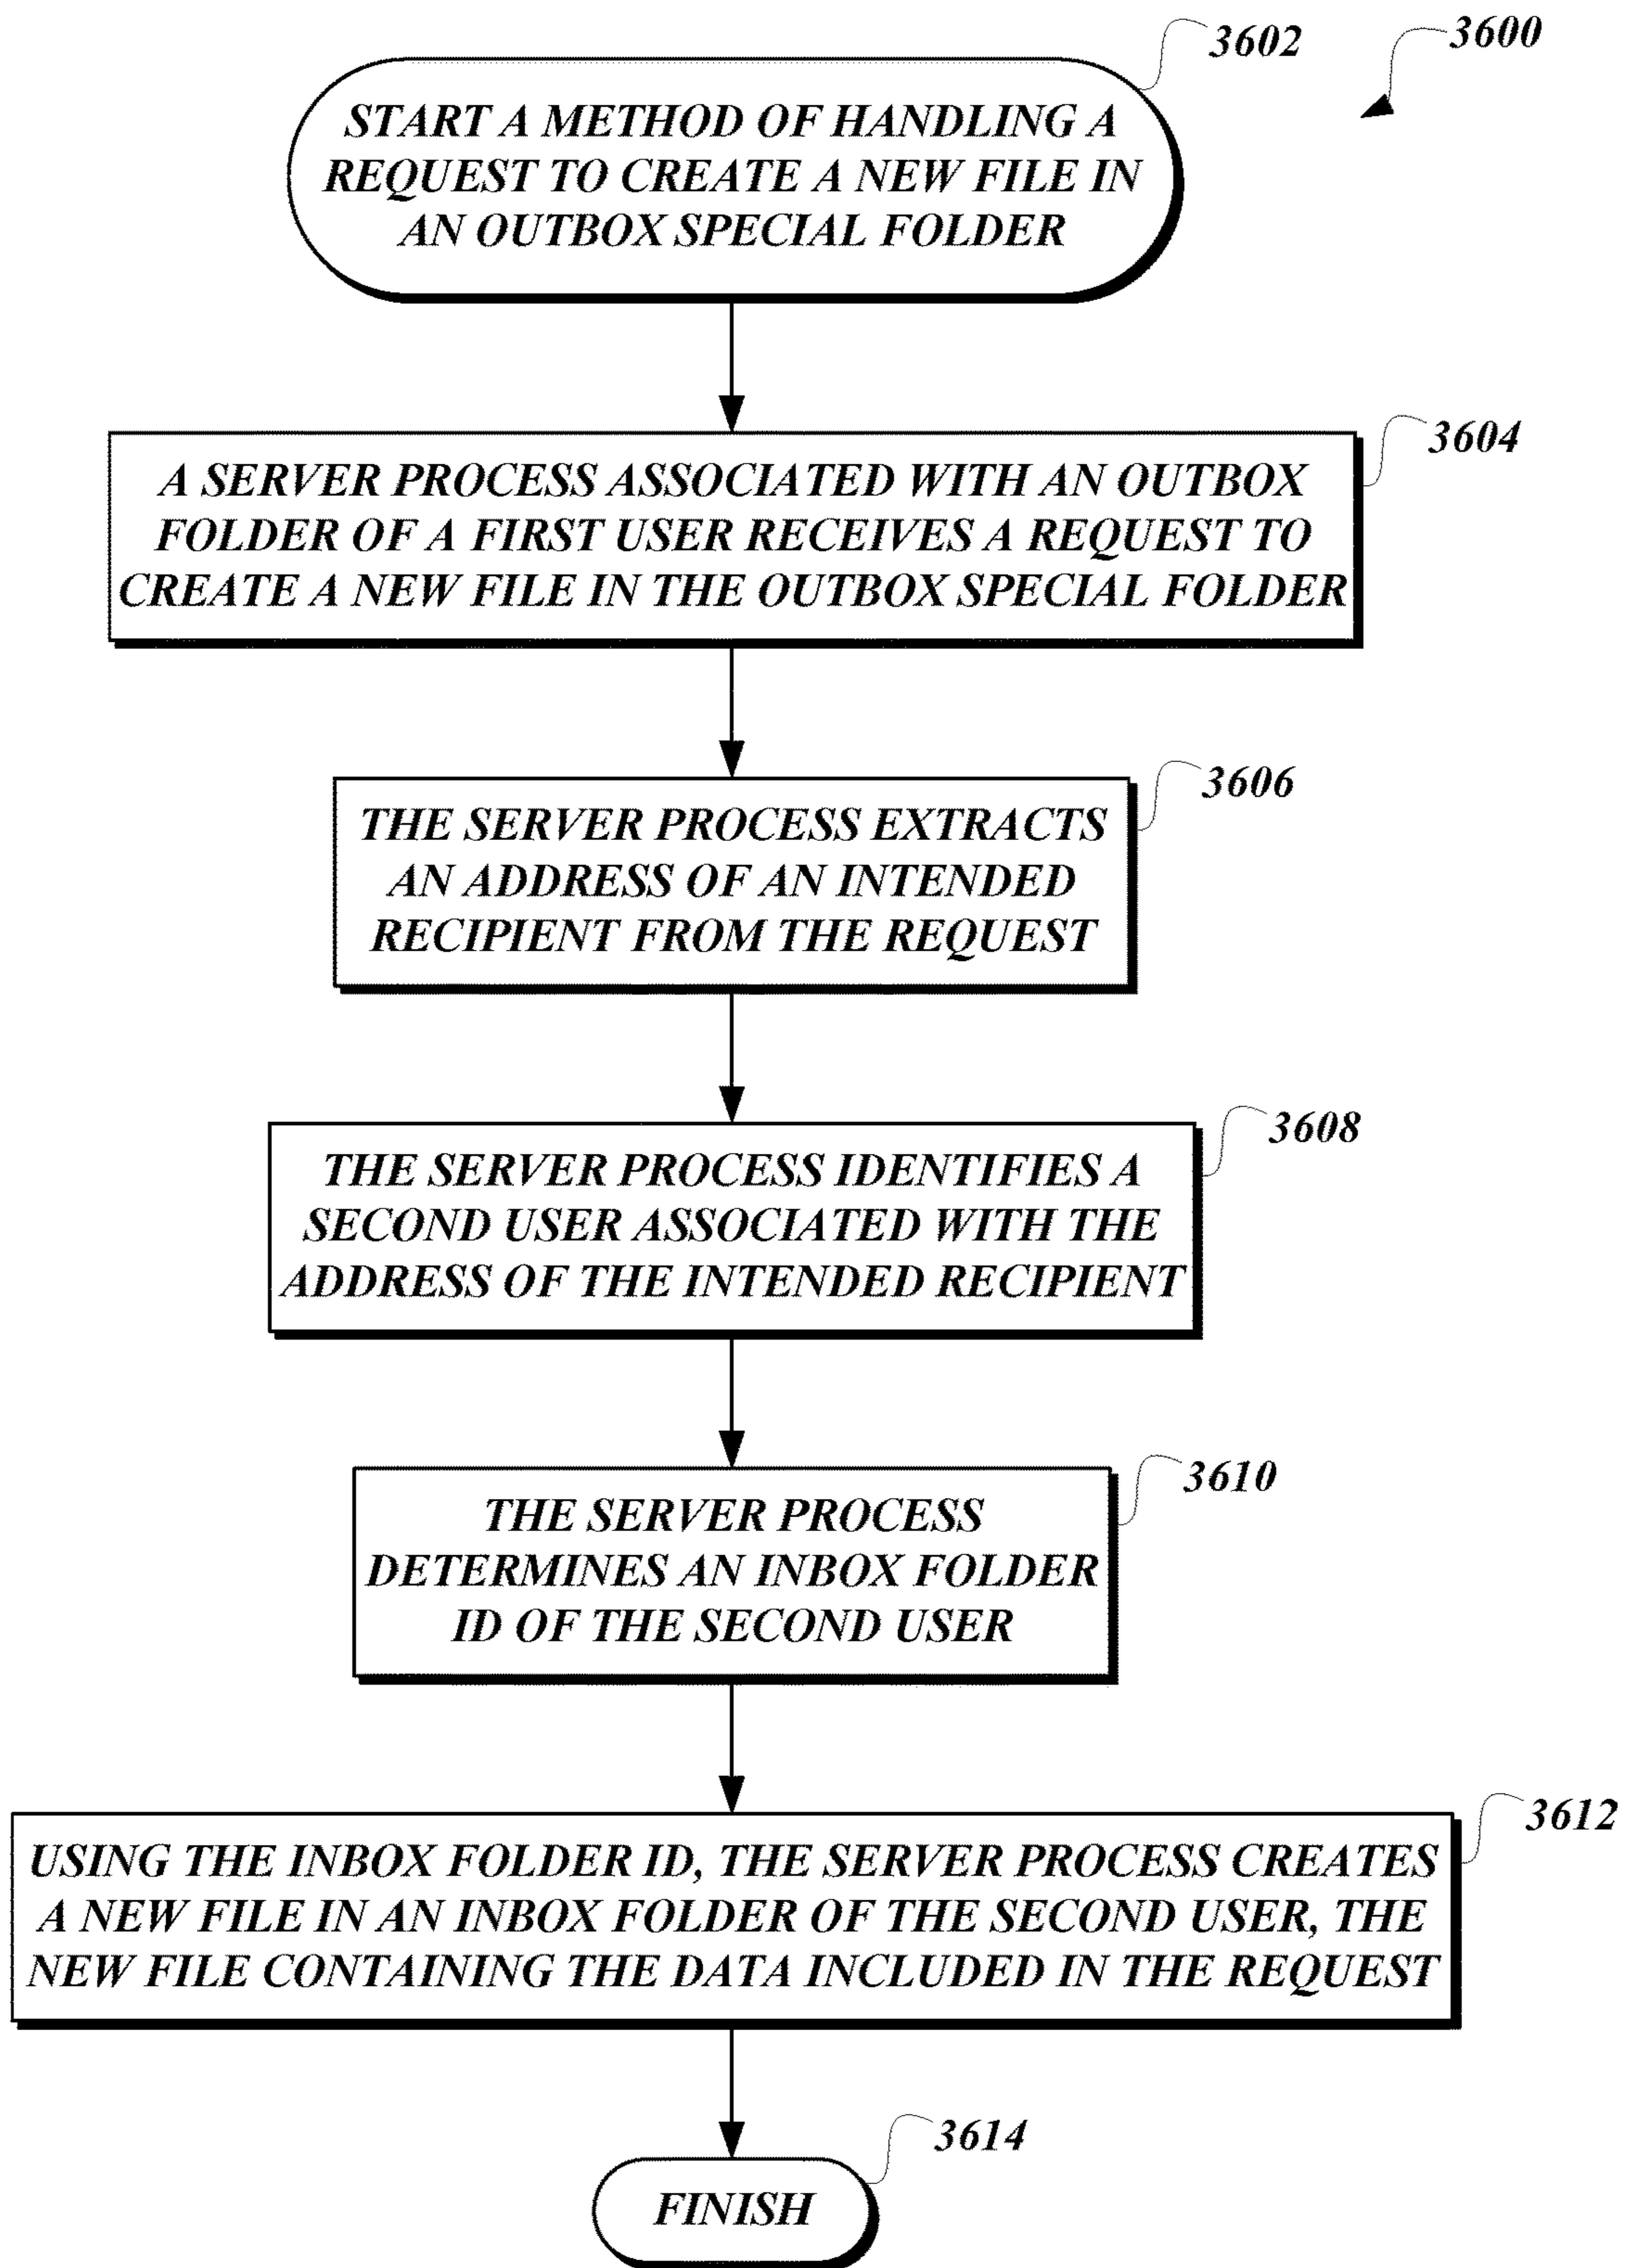 3602
3600
START A METHOD OF HANDLING A
REQUEST TO CREATE A NEW FILE IN
AN OUTBOX SPECIAL FOLDER
3604
A SERVER PROCESS ASSOCIATED WITH AN OUTBOX
FOLDER OF A FIRST USER RECEIVES A REQUEST TO
CREATE A NEW FILE IN THE OUTBOX SPECIAL FOLDER
3606
THE SERVER PROCESS EXTRACTS
AN ADDRESS OF AN INTENDED
RECIPIENT FROM THE REQUEST
3608
THE SERVER PROCESS IDENTIFIES A
SECOND USER ASSOCIATED WITH THE
ADDRESS OF THE INTENDED RECIPIENT
3610
THE SERVER PROCESS
DETERMINES AN INBOX FOLDER
ID OF THE SECOND USER
3612
USING THE INBOX FOLDER ID, THE SERVER PROCESS CREATES
A NEW FILE IN AN INBOX FOLDER OF THE SECOND USER, THE
NEW FILE CONTAINING THE DATA INCLUDED IN THE REQUEST
3614
FINISH